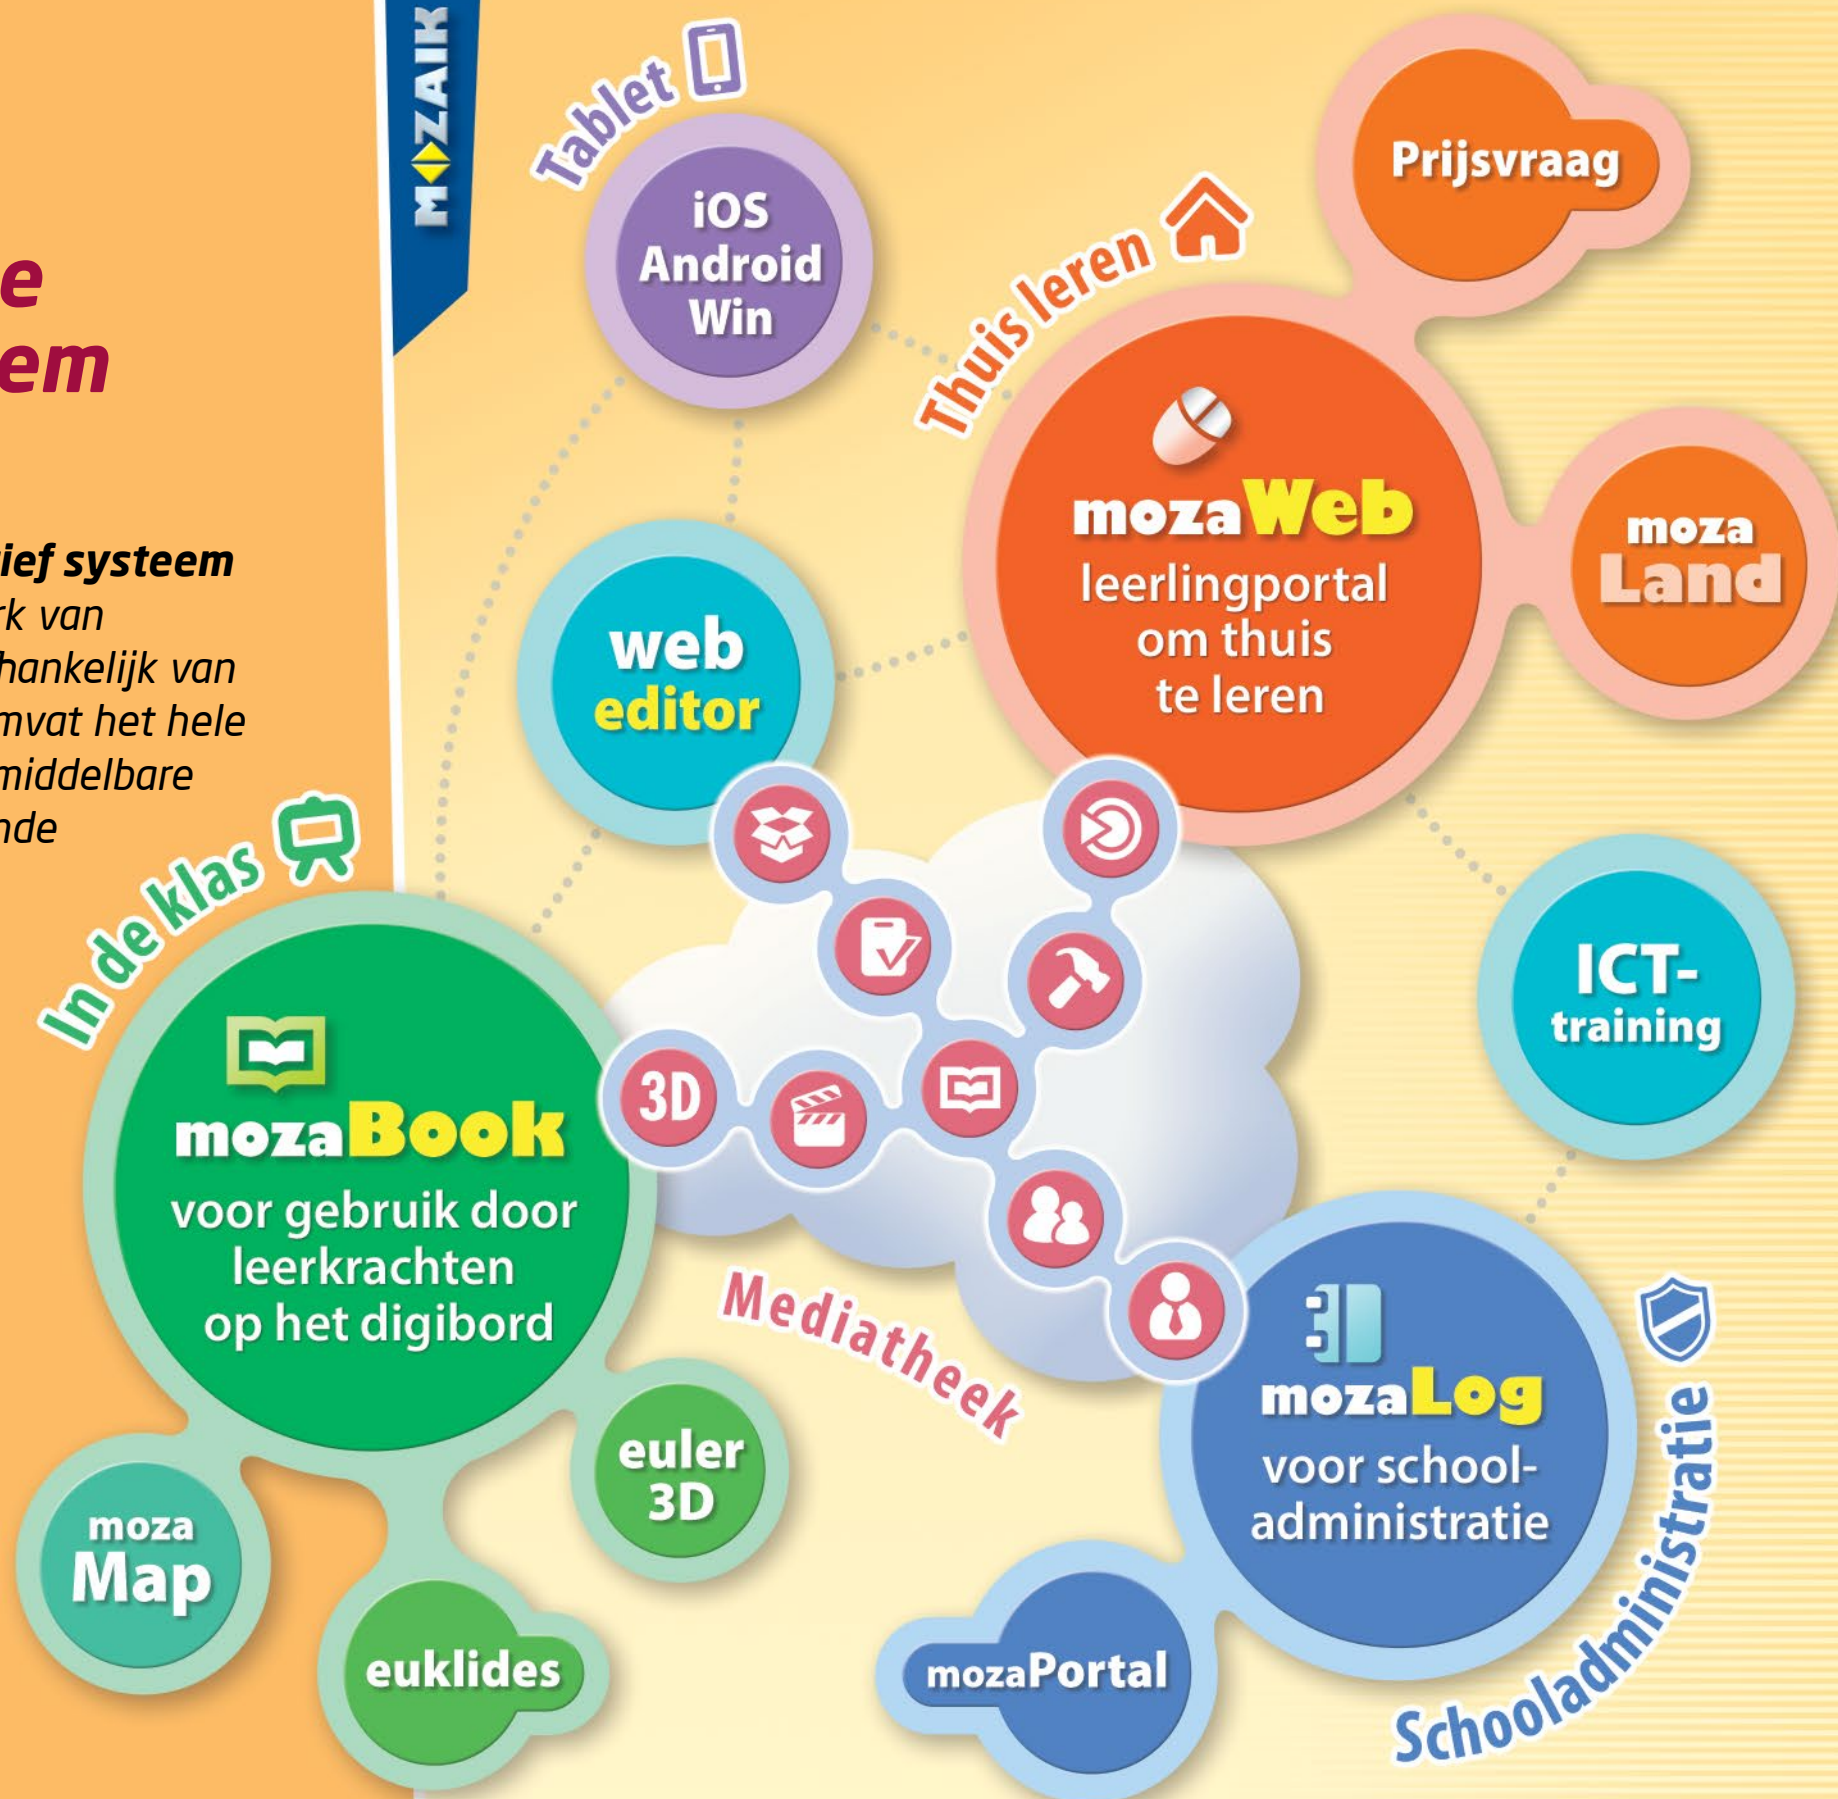 MOZAIK
e
em
ief systeem
rk van
hankelijk van
mvat het hele
middelbare
nde
Tablet
iOS
Android
Win
Thuis leren
Prijsvraag
mozaWeb
leerlingportal
om thuis
te leren
moza
Land
web
editor
In de klas
mozaBook
voor gebruik door
leerkrachten
op het digibord
3D
ICT-
training
Mediatheek
mozaLog
voor school-
administratie
Schooladministratie
euler
3D
moza
Map
euklides
mozaPortal